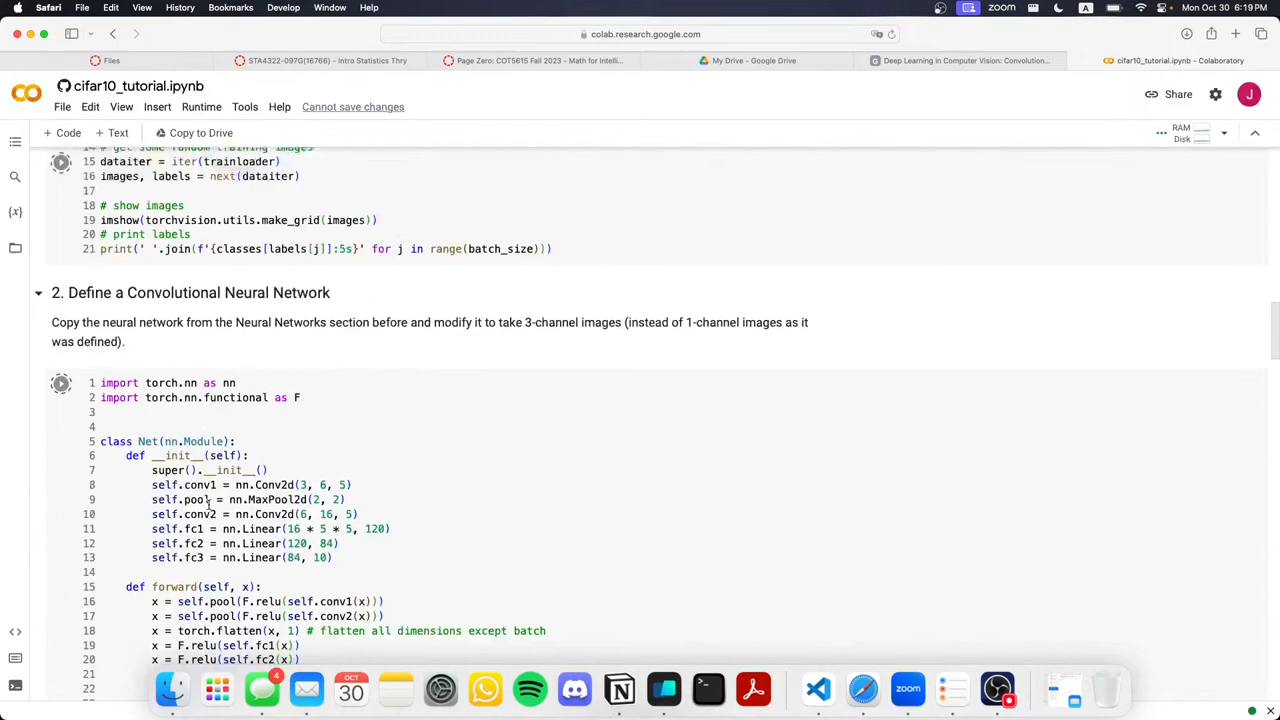 Safari File Edit View History Bookmarks Develop Window Help zoom A Mon Oct 30 6:19 PM
colab.research.google.com
Files STA4322-097G(16766) - Intro Statistics Thry Page Zero: COT5615 Fall 2023 - Math for Intelli... My Drive - Google Drive Deep Learning in Computer Vision: Convolution... cifar10_tutorial.ipynb - Colaboratory
cifar10_tutorial.ipynb
File Edit View Insert Runtime Tools Help Cannot save changes
Share J
+ Code + Text Copy to Drive
RAM
Disk
14 # get some random training images
15 dataiter = iter(trainloader)
16 images, labels = next(dataiter)
17
18 # show images
19 imshow(torchvision.utils.make_grid(images))
20 # print labels
21 print(' '.join(f'{classes[labels[j]]:5s}' for j in range(batch_size)))
2. Define a Convolutional Neural Network
Copy the neural network from the Neural Networks section before and modify it to take 3-channel images (instead of 1-channel images as it
was defined).
1 import torch.nn as nn
2 import torch.nn.functional as F
3
4
5 class Net(nn.Module):
6 def __init__(self):
7 super().__init__()
8 self.conv1 = nn.Conv2d(3, 6, 5)
9 self.pool = nn.MaxPool2d(2, 2)
10 self.conv2 = nn.Conv2d(6, 16, 5)
11 self.fc1 = nn.Linear(16 * 5 * 5, 120)
12 self.fc2 = nn.Linear(120, 84)
13 self.fc3 = nn.Linear(84, 10)
14
15 def forward(self, x):
16 x = self.pool(F.relu(self.conv1(x)))
17 x = self.pool(F.relu(self.conv2(x)))
18 x = torch.flatten(x, 1) # flatten all dimensions except batch
19 x = F.relu(self.fc1(x))
20 x = F.relu(self.fc2(x))
21
22
4
OCT
30
zoom